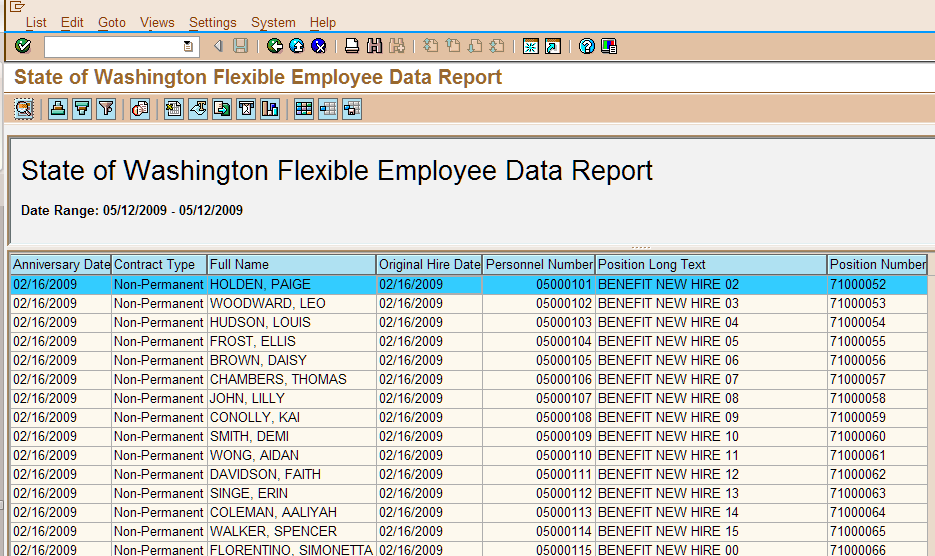 List Edit Goto Views Settings System Help
State of Washington Flexible Employee Data Report
State of Washington Flexible Employee Data Report
Date Range: 05/12/2009 - 05/12/2009
Anniversary Date Contract Type Full Name Original Hire Date Personnel Number Position Long Text Position Number
02/16/2009 Non-Permanent HOLDEN, PAIGE 02/16/2009 05000101 BENEFIT NEW HIRE 02 71000052
02/16/2009 Non-Permanent WOODWARD, LEO 02/16/2009 05000102 BENEFIT NEW HIRE 03 71000053
02/16/2009 Non-Permanent HUDSON, LOUIS 02/16/2009 05000103 BENEFIT NEW HIRE 04 71000054
02/16/2009 Non-Permanent FROST, ELLIS 02/16/2009 05000104 BENEFIT NEW HIRE 05 71000055
02/16/2009 Non-Permanent BROWN, DAISY 02/16/2009 05000105 BENEFIT NEW HIRE 06 71000056
02/16/2009 Non-Permanent CHAMBERS, THOMAS 02/16/2009 05000106 BENEFIT NEW HIRE 07 71000057
02/16/2009 Non-Permanent JOHN, LILLY 02/16/2009 05000107 BENEFIT NEW HIRE 08 71000058
02/16/2009 Non-Permanent CONOLLY, KAI 02/16/2009 05000108 BENEFIT NEW HIRE 09 71000059
02/16/2009 Non-Permanent SMITH, DEMI 02/16/2009 05000109 BENEFIT NEW HIRE 10 71000060
02/16/2009 Non-Permanent WONG, AIDAN 02/16/2009 05000110 BENEFIT NEW HIRE 11 71000061
02/16/2009 Non-Permanent DAVIDSON, FAITH 02/16/2009 05000111 BENEFIT NEW HIRE 12 71000062
02/16/2009 Non-Permanent SINGE, ERIN 02/16/2009 05000112 BENEFIT NEW HIRE 13 71000063
02/16/2009 Non-Permanent COLEMAN, AALIYAH 02/16/2009 05000113 BENEFIT NEW HIRE 14 71000064
02/16/2009 Non-Permanent WALKER, SPENCER 02/16/2009 05000114 BENEFIT NEW HIRE 15 71000065
02/16/2009 Non-Permanent FLORENTINO, SIMONETTA 02/16/2009 05000115 BENEFIT NEW HIRE 00 71000066